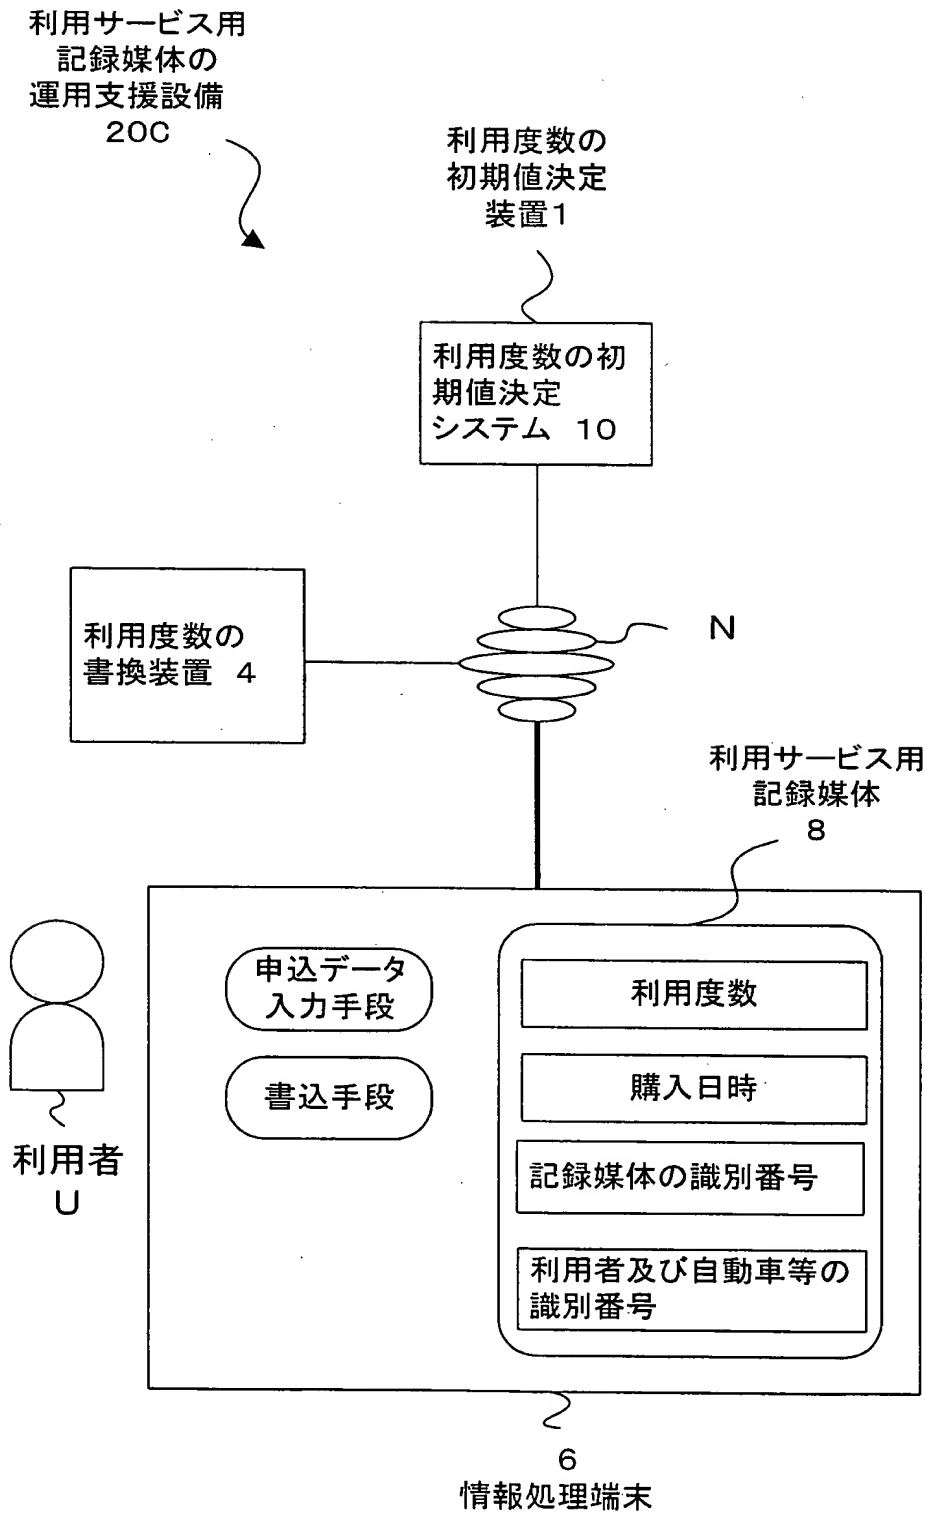 利用サービス用
記録媒体の
運用支援設備
20C
利用度数の
初期値決定
装置1
利用度数の初
期値決定
システム 10
利用度数の
書換装置 4
N
利用サービス用
記録媒体
8
申込データ
入力手段
書込手段
利用度数
購入日時
記録媒体の識別番号
利用者及び自動車等の
識別番号
利用者
U
6
情報処理端末